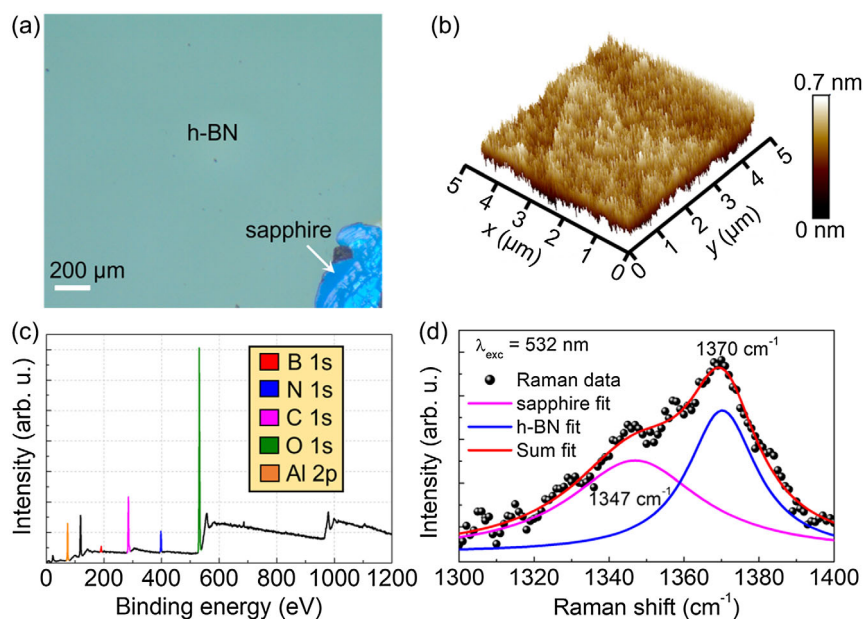 (a)
h-BN
sapphire
200 μm
(b)
0.7 nm
0 nm
5
4
3
2
1
0
x (μm)
0
1
2
3
4
5
y (μm)
(c)
Intensity (arb. u.)
B 1s
N 1s
C 1s
O 1s
Al 2p
0 200 400 600 800 1000 1200
Binding energy (eV)
(d)
Intensity (arb. u.)
λexc = 532 nm
1370 cm⁻¹
Raman data
sapphire fit
h-BN fit
Sum fit
1347 cm⁻¹
1300 1320 1340 1360 1380 1400
Raman shift (cm⁻¹)